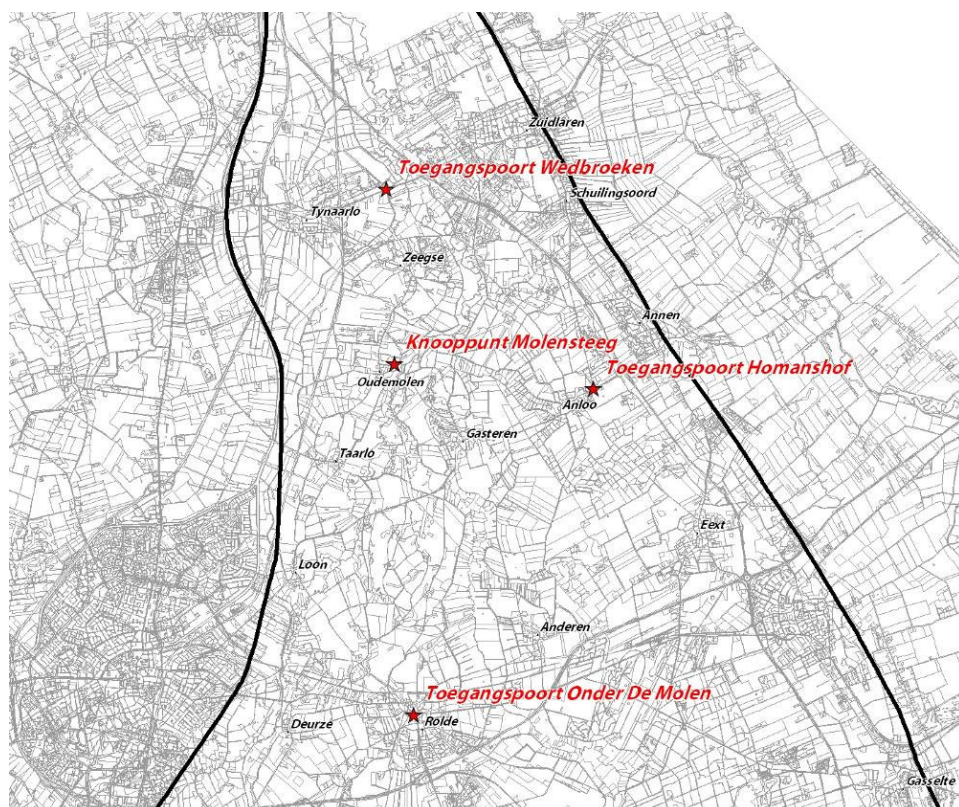 Zuidlaren
Toegangspoort Wedbroeken
Schuilingsoord
Tynaarlo
Zeegse
Annen
Knooppunt Molensteeg
Toegangspoort Homanshof
Oudemolen
Anloo
Gasteren
Taarlo
Eext
Loon
Anderen
Toegangspoort Onder De Molen
Deurze
Rolde
Gasselte